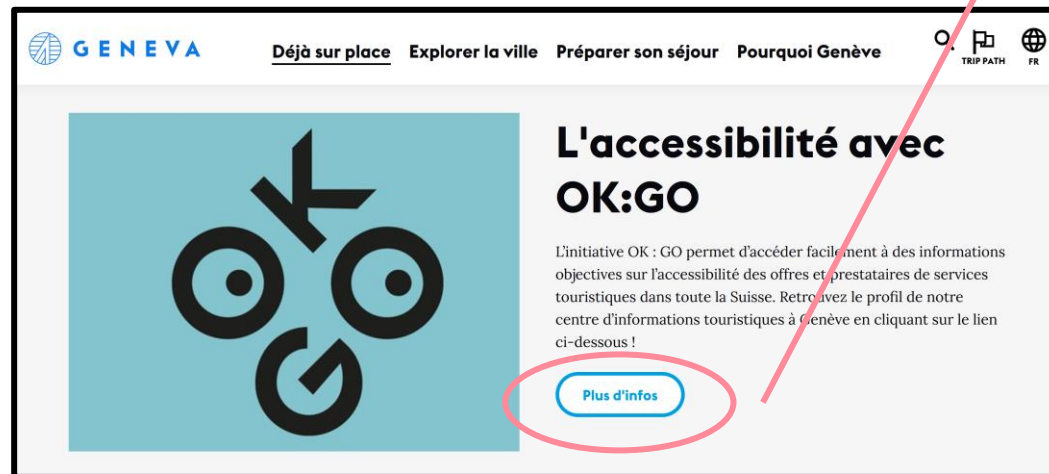 GENEVA
Déjà sur place Explorer la ville Préparer son séjour Pourquoi Genève
TRIP PATH
FR
OK
O
G
L'accessibilité avec
OK:GO
L'initiative OK : GO permet d'accéder facilement à des informations
objectives sur l'accessibilité des offres et prestataires de services
touristiques dans toute la Suisse. Retrouvez le profil de notre
centre d'informations touristiques à Genève en cliquant sur le lien
ci-dessous !
Plus d'infos